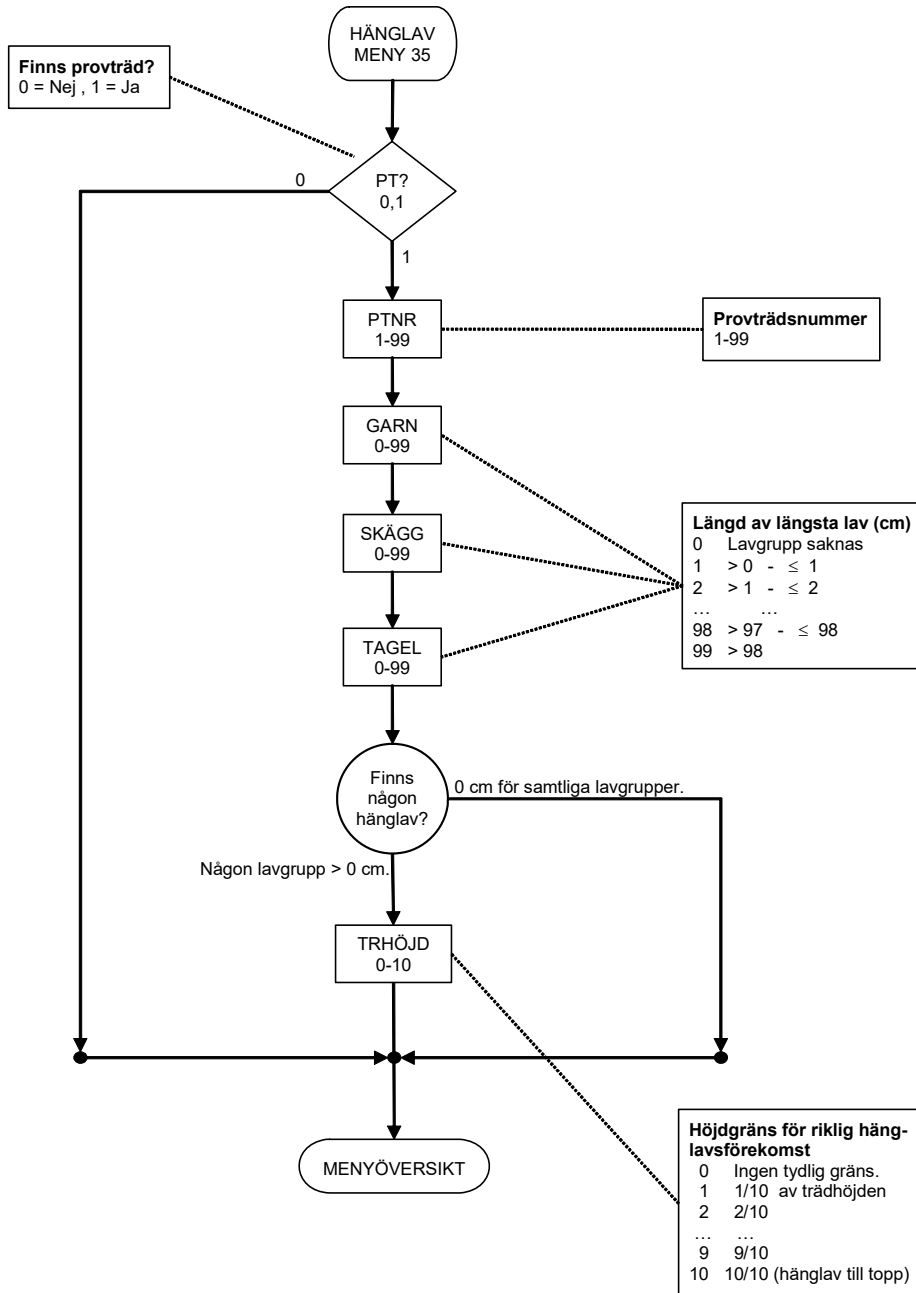 HÄNGLAV
MENY 35
Finns provträd?
0 = Nej , 1 = Ja
PT?
0,1
0
1
PTNR
1-99
Provträdsnummer
1-99
GARN
0-99
SKÄGG
0-99
TAGEL
0-99
Längd av längsta lav (cm)
0 Lavgrupp saknas
1 > 0 - ≤ 1
2 > 1 - ≤ 2
... ...
98 > 97 - ≤ 98
99 > 98
Finns
någon
hänglav?
0 cm för samtliga lavgrupper.
Någon lavgrupp > 0 cm.
TRHÖJD
0-10
MENYÖVERSIKT
Höjdgräns för riklig häng-
lavsförekomst
0 Ingen tydlig gräns.
1 1/10 av trädhöjden
2 2/10
... ...
9 9/10
10 10/10 (hänglav till topp)